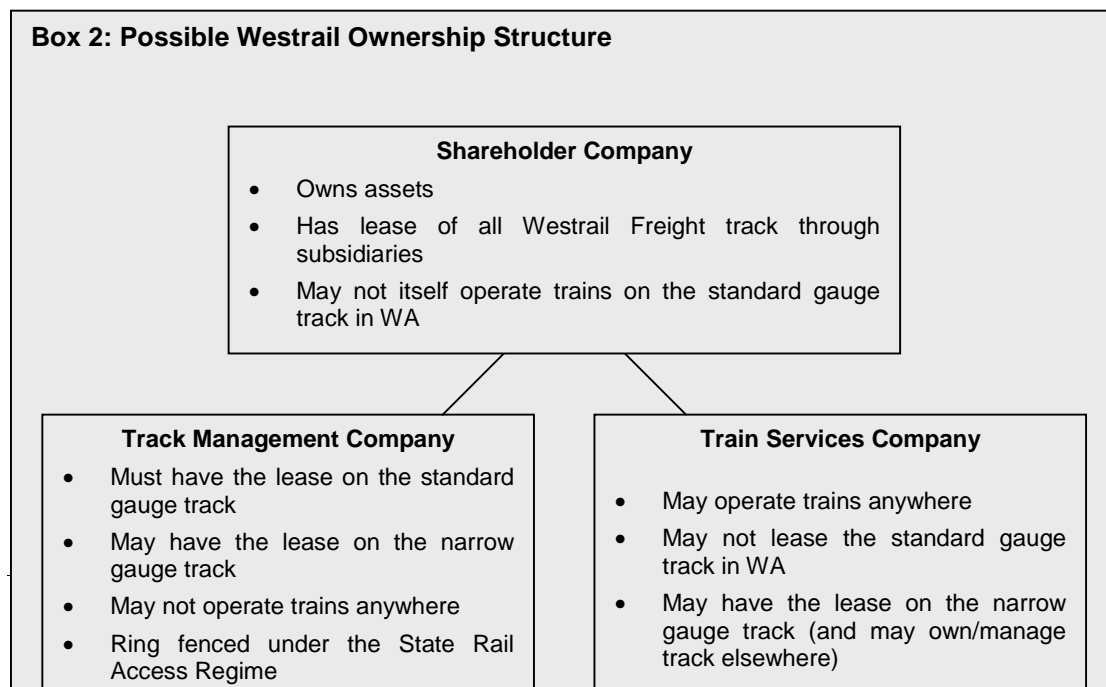 Box 2: Possible Westrail Ownership Structure
Shareholder Company
• Owns assets
• Has lease of all Westrail Freight track through
subsidiaries
• May not itself operate trains on the standard gauge
track in WA
Track Management Company
• Must have the lease on the standard
gauge track
• May have the lease on the narrow
gauge track
• May not operate trains anywhere
• Ring fenced under the State Rail
Access Regime
Train Services Company
• May operate trains anywhere
• May not lease the standard gauge
track in WA
• May have the lease on the narrow
gauge track (and may own/manage
track elsewhere)